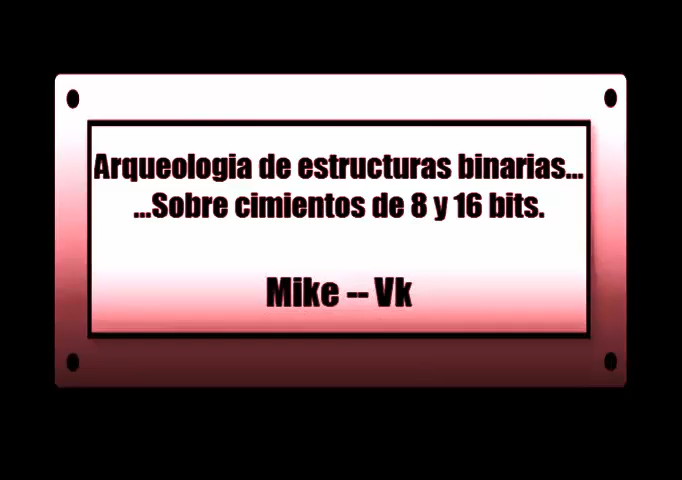 Arqueologia de estructuras binarias...
...Sobre cimientos de 8 y 16 bits.
Mike -- Vk